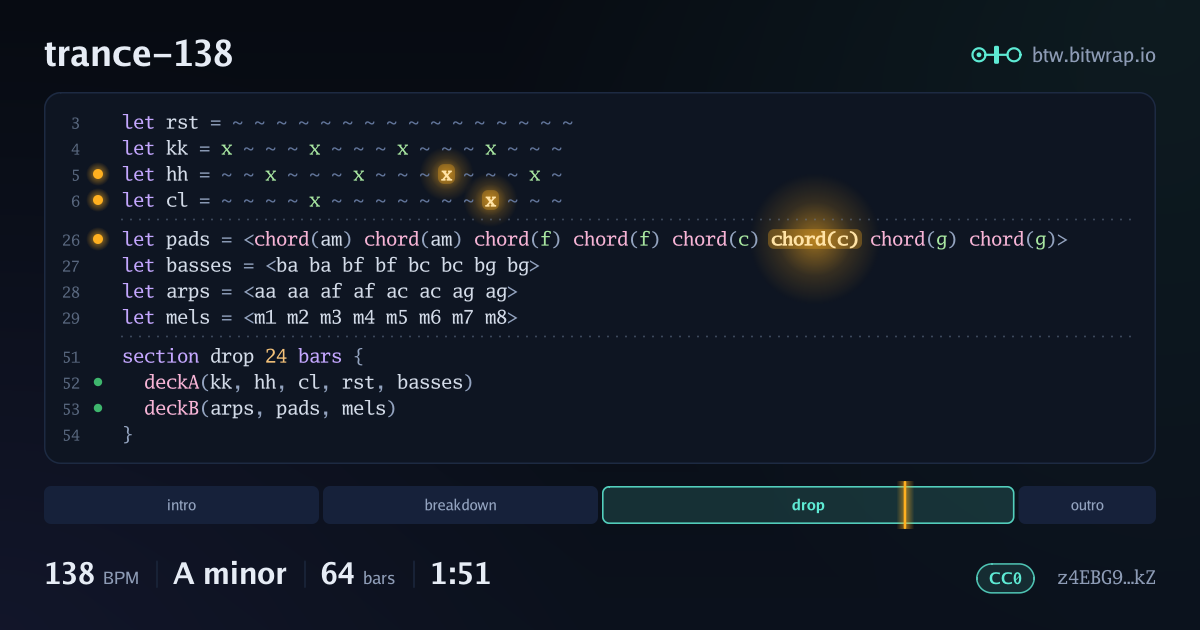 trance-138
btw.bitwrap.io
3 let rst = ~ ~ ~ ~ ~ ~ ~ ~ ~ ~ ~ ~ ~ ~ ~ ~
4 let kk = x ~ ~ ~ x ~ ~ ~ x ~ ~ ~ x ~ ~ ~
5 let hh = ~ ~ x ~ ~ ~ x ~ ~ ~ x ~ ~ ~ x ~
6 let cl = ~ ~ ~ ~ x ~ ~ ~ ~ ~ ~ ~ x ~ ~ ~
26 let pads = <chord(am) chord(am) chord(f) chord(f) chord(c) chord(c) chord(g) chord(g)>
27 let basses = <ba ba bf bf bc bc bg bg>
28 let arps = <aa aa af af ac ac ag ag>
29 let mels = <m1 m2 m3 m4 m5 m6 m7 m8>
51 section drop 24 bars {
52 deckA(kk, hh, cl, rst, basses)
53 deckB(arps, pads, mels)
54 }
intro breakdown drop outro
138 BPM A minor 64 bars 1:51
CC0 z4EBG9…kZ